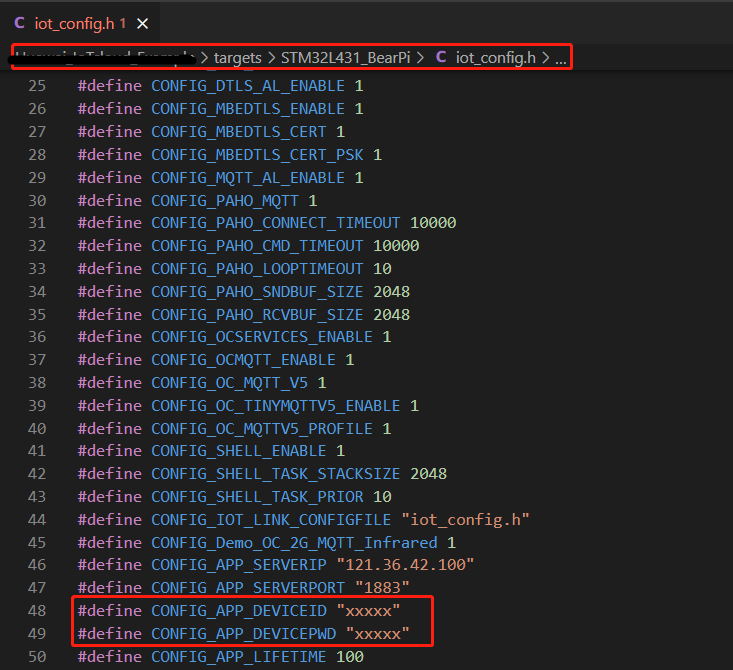 C iot_config.h 1 ×
> targets > STM32L431_BearPi > C iot_config.h > ...
25 #define CONFIG_DTLS_AL_ENABLE 1
26 #define CONFIG_MBEDTLS_ENABLE 1
27 #define CONFIG_MBEDTLS_CERT 1
28 #define CONFIG_MBEDTLS_CERT_PSK 1
29 #define CONFIG_MQTT_AL_ENABLE 1
30 #define CONFIG_PAHO_MQTT 1
31 #define CONFIG_PAHO_CONNECT_TIMEOUT 10000
32 #define CONFIG_PAHO_CMD_TIMEOUT 10000
33 #define CONFIG_PAHO_LOOPTIMEOUT 10
34 #define CONFIG_PAHO_SNDBUF_SIZE 2048
35 #define CONFIG_PAHO_RCVBUF_SIZE 2048
36 #define CONFIG_OCSERVICES_ENABLE 1
37 #define CONFIG_OCMQTT_ENABLE 1
38 #define CONFIG_OC_MQTT_V5 1
39 #define CONFIG_OC_TINYMQTTV5_ENABLE 1
40 #define CONFIG_OC_MQTTV5_PROFILE 1
41 #define CONFIG_SHELL_ENABLE 1
42 #define CONFIG_SHELL_TASK_STACKSIZE 2048
43 #define CONFIG_SHELL_TASK_PRIOR 10
44 #define CONFIG_IOT_LINK_CONFIGFILE "iot_config.h"
45 #define CONFIG_Demo_OC_2G_MQTT_Infrared 1
46 #define CONFIG_APP_SERVERIP "121.36.42.100"
47 #define CONFIG_APP_SERVERPORT "1883"
48 #define CONFIG_APP_DEVICEID "xxxxx"
49 #define CONFIG_APP_DEVICEPWD "xxxxx"
50 #define CONFIG_APP_LIFETIME 100